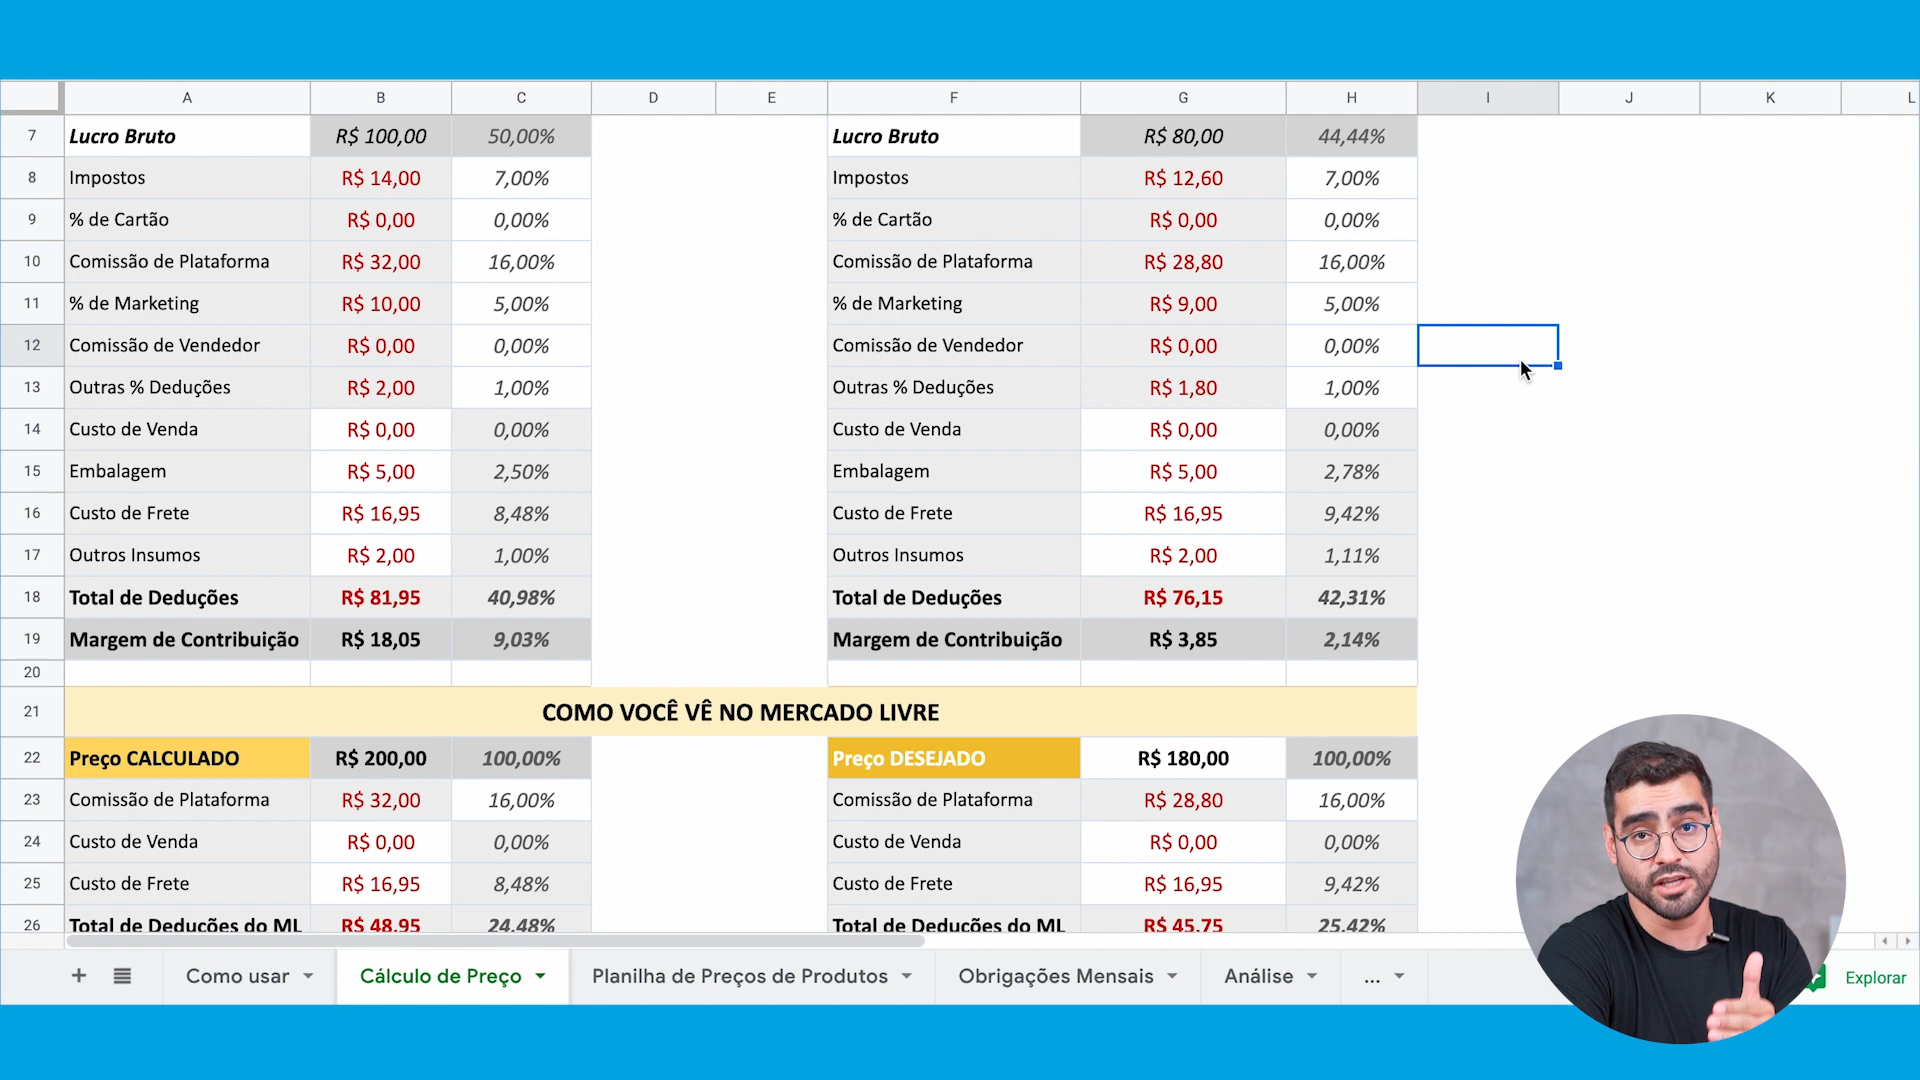 A B C D E F G H I J K L
7 Lucro Bruto R$ 100,00 50,00% Lucro Bruto R$ 80,00 44,44%
8 Impostos R$ 14,00 7,00% Impostos R$ 12,60 7,00%
9 % de Cartão R$ 0,00 0,00% % de Cartão R$ 0,00 0,00%
10 Comissão de Plataforma R$ 32,00 16,00% Comissão de Plataforma R$ 28,80 16,00%
11 % de Marketing R$ 10,00 5,00% % de Marketing R$ 9,00 5,00%
12 Comissão de Vendedor R$ 0,00 0,00% Comissão de Vendedor R$ 0,00 0,00%
13 Outras % Deduções R$ 2,00 1,00% Outras % Deduções R$ 1,80 1,00%
14 Custo de Venda R$ 0,00 0,00% Custo de Venda R$ 0,00 0,00%
15 Embalagem R$ 5,00 2,50% Embalagem R$ 5,00 2,78%
16 Custo de Frete R$ 16,95 8,48% Custo de Frete R$ 16,95 9,42%
17 Outros Insumos R$ 2,00 1,00% Outros Insumos R$ 2,00 1,11%
18 Total de Deduções R$ 81,95 40,98% Total de Deduções R$ 76,15 42,31%
19 Margem de Contribuição R$ 18,05 9,03% Margem de Contribuição R$ 3,85 2,14%
20
21 COMO VOCÊ VÊ NO MERCADO LIVRE
22 Preço CALCULADO R$ 200,00 100,00% Preço DESEJADO R$ 180,00 100,00%
23 Comissão de Plataforma R$ 32,00 16,00% Comissão de Plataforma R$ 28,80 16,00%
24 Custo de Venda R$ 0,00 0,00% Custo de Venda R$ 0,00 0,00%
25 Custo de Frete R$ 16,95 8,48% Custo de Frete R$ 16,95 9,42%
26 Total de Deduções do ML R$ 48,95 24,48% Total de Deduções do ML R$ 45,75 25,42%
+ Como usar Cálculo de Preço Planilha de Preços de Produtos Obrigações Mensais Análise ... Explorar